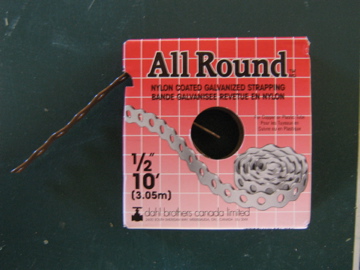 All Round
NYLON COATED GALVANIZED STRAPPING
BANDE GALVANISÉE REVETUE EN NYLON
1/2"
10'
(3.05m)
dahl brothers canada limited